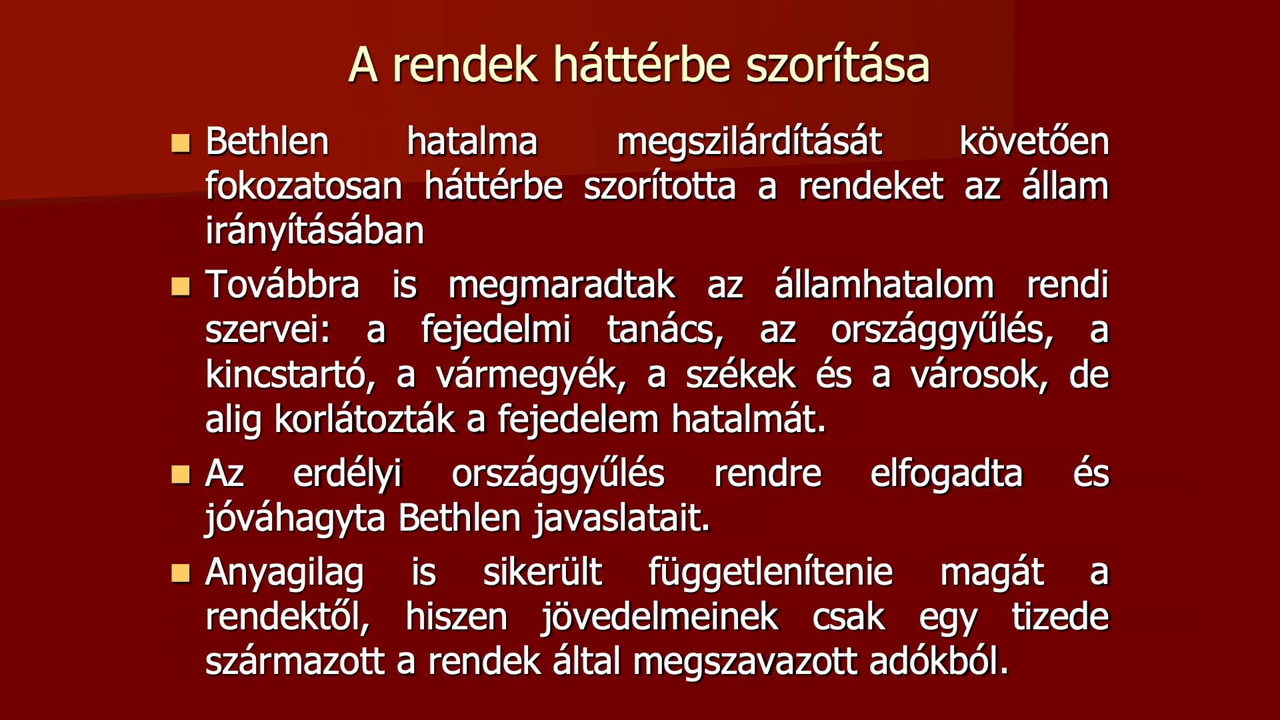 A rendek háttérbe szorítása
Bethlen hatalma megszilárdítását követően
fokozatosan háttérbe szorította a rendeket az állam
irányításában
Továbbra is megmaradtak az államhatalom rendi
szervei: a fejedelmi tanács, az országgyűlés, a
kincstartó, a vármegyék, a székek és a városok, de
alig korlátozták a fejedelem hatalmát.
Az erdélyi országgyűlés rendre elfogadta és
jóváhagyta Bethlen javaslatait.
Anyagilag is sikerült függetlenítenie magát a
rendektől, hiszen jövedelmeinek csak egy tizede
származott a rendek által megszavazott adókból.